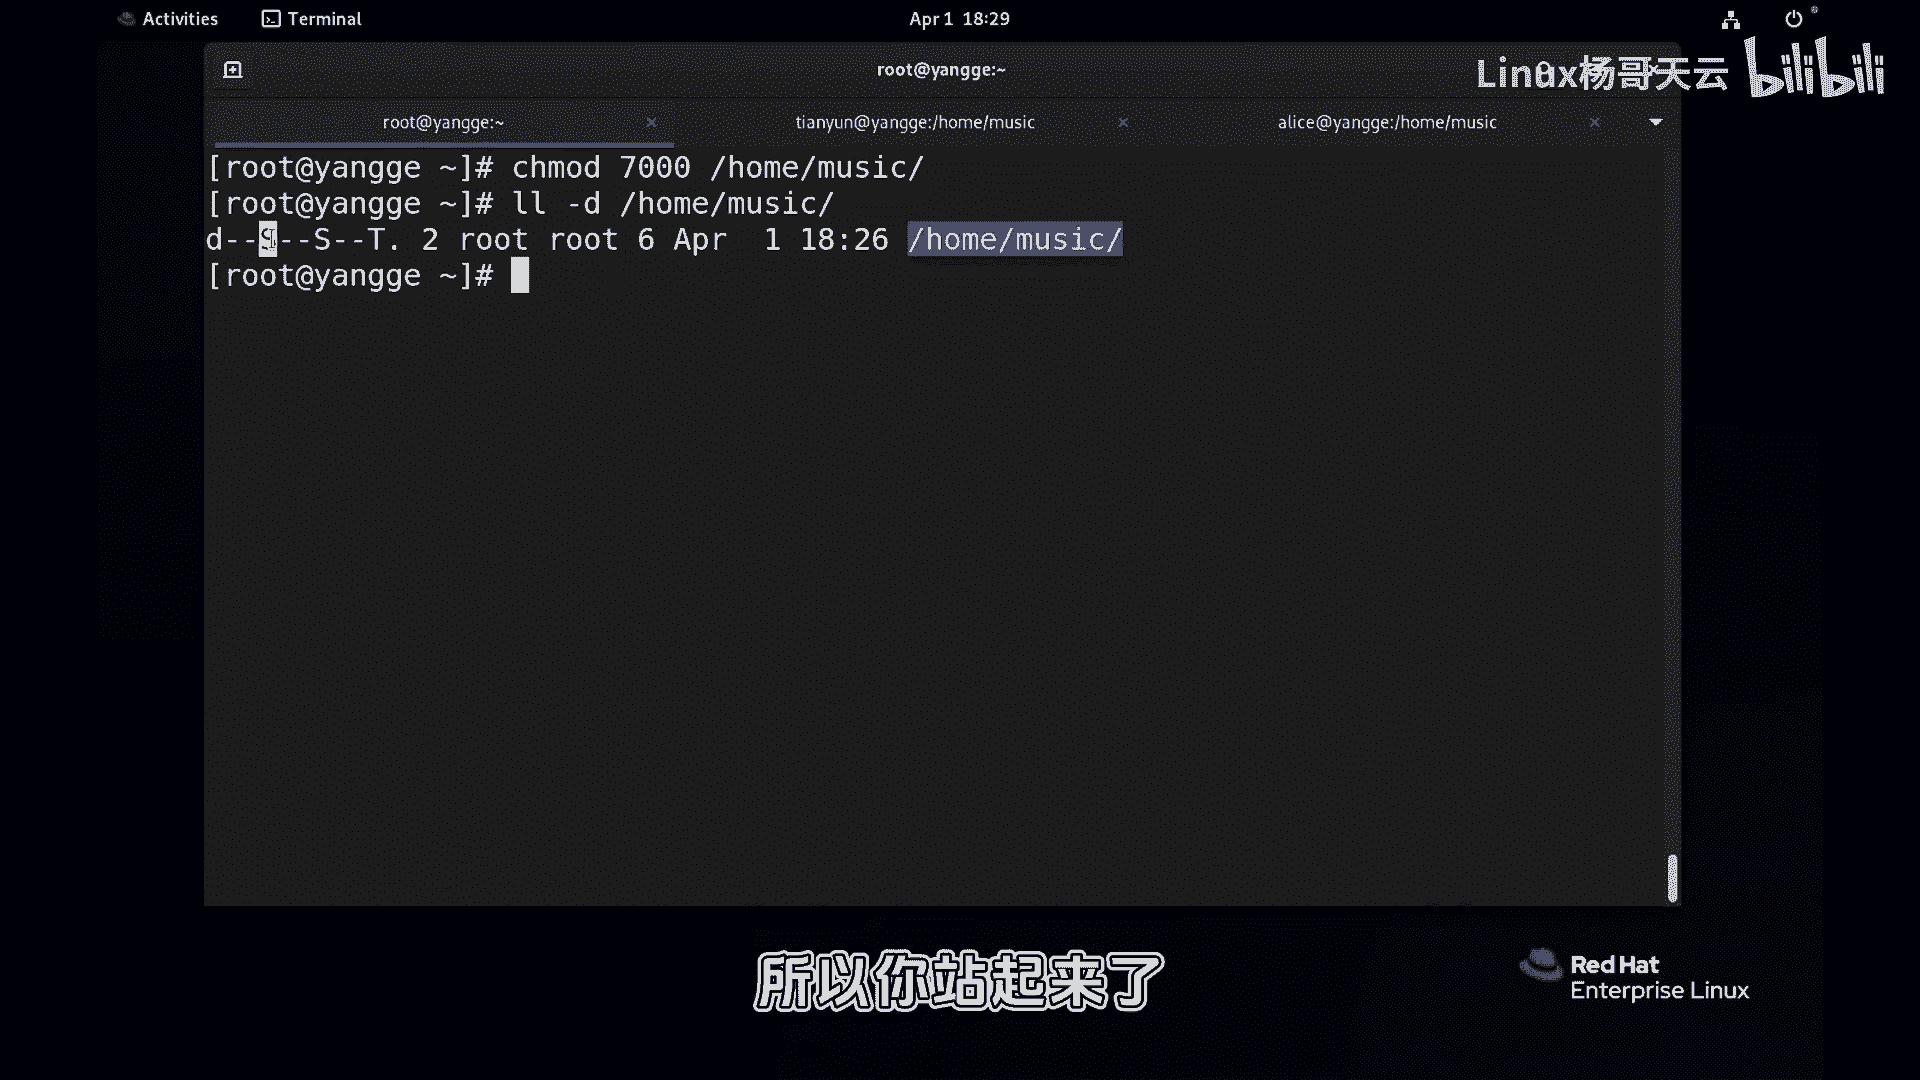 Activities Terminal Apr 1 18:29
root@yangge:~
Linux杨哥天云 bilibili
root@yangge:~ × tianyun@yangge:/home/music × alice@yangge:/home/music ×
[root@yangge ~]# chmod 7000 /home/music/
[root@yangge ~]# ll -d /home/music/
d--S--S--T. 2 root root 6 Apr  1 18:26 /home/music/
[root@yangge ~]#
所以你站起来了
Red Hat
Enterprise Linux